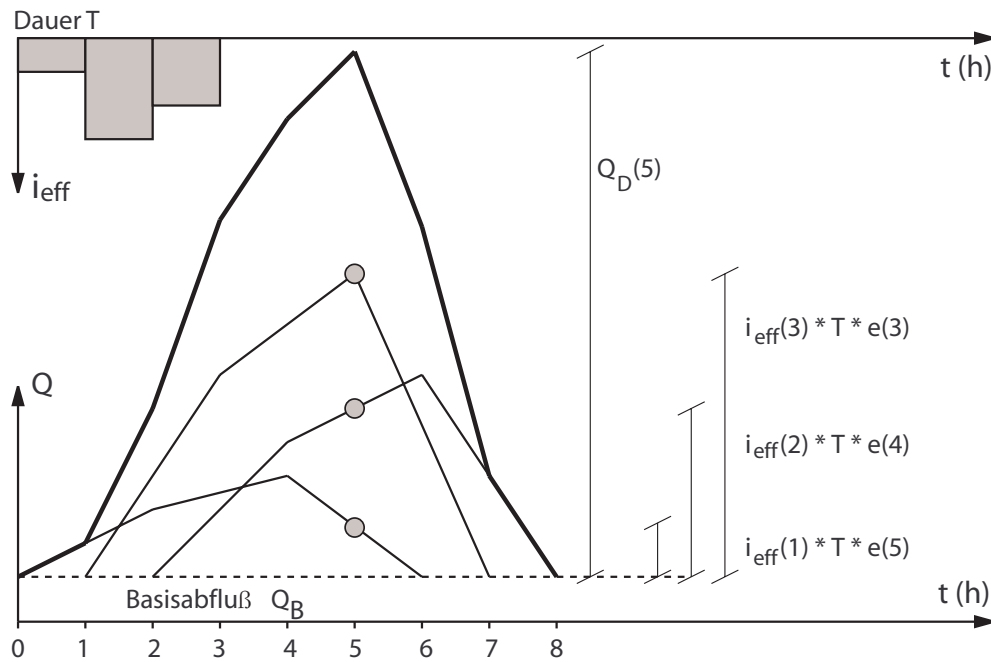 Dauer T
t (h)
i_eff
Q_D(5)
i_eff(3) * T * e(3)
Q
i_eff(2) * T * e(4)
i_eff(1) * T * e(5)
Basisabfluß Q_B
t (h)
0 1 2 3 4 5 6 7 8